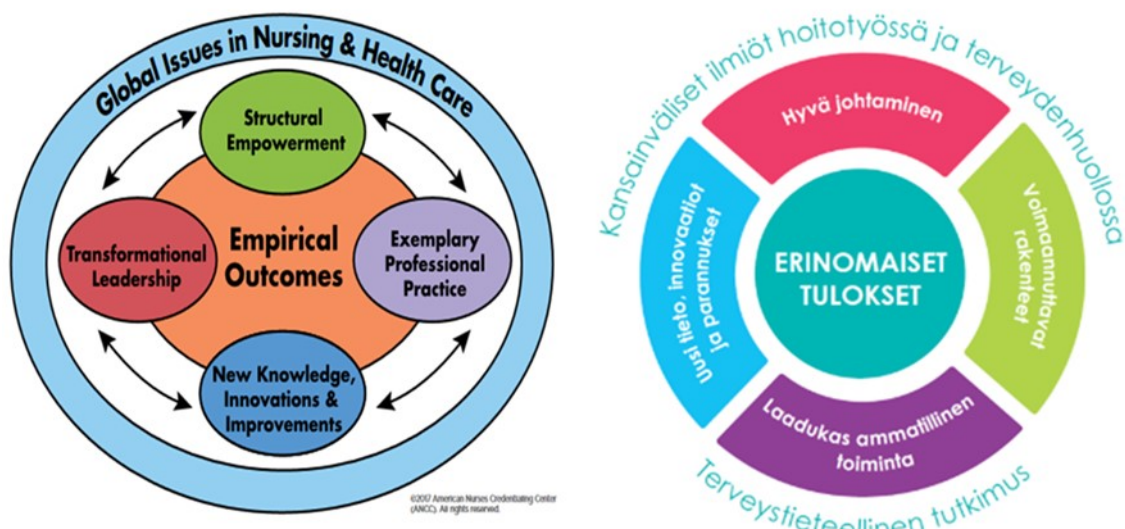 Global Issues in Nursing & Health Care
Structural
Empowerment
Transformational
Leadership
Empirical
Outcomes
Exemplary
Professional
Practice
New Knowledge,
Innovations &
Improvements
©2017 American Nurses Credentialing Center
(ANCC). All rights reserved.
Kansainväliset ilmiöt hoitotyössä ja terveydenhuollossa
Hyvä johtaminen
Uusi tieto, innovaatiot
ja parannukset
ERINOMAISET
TULOKSET
Voimaannuttavat
rakenteet
Laadukas ammatillinen
toiminta
Terveystieteellinen tutkimus